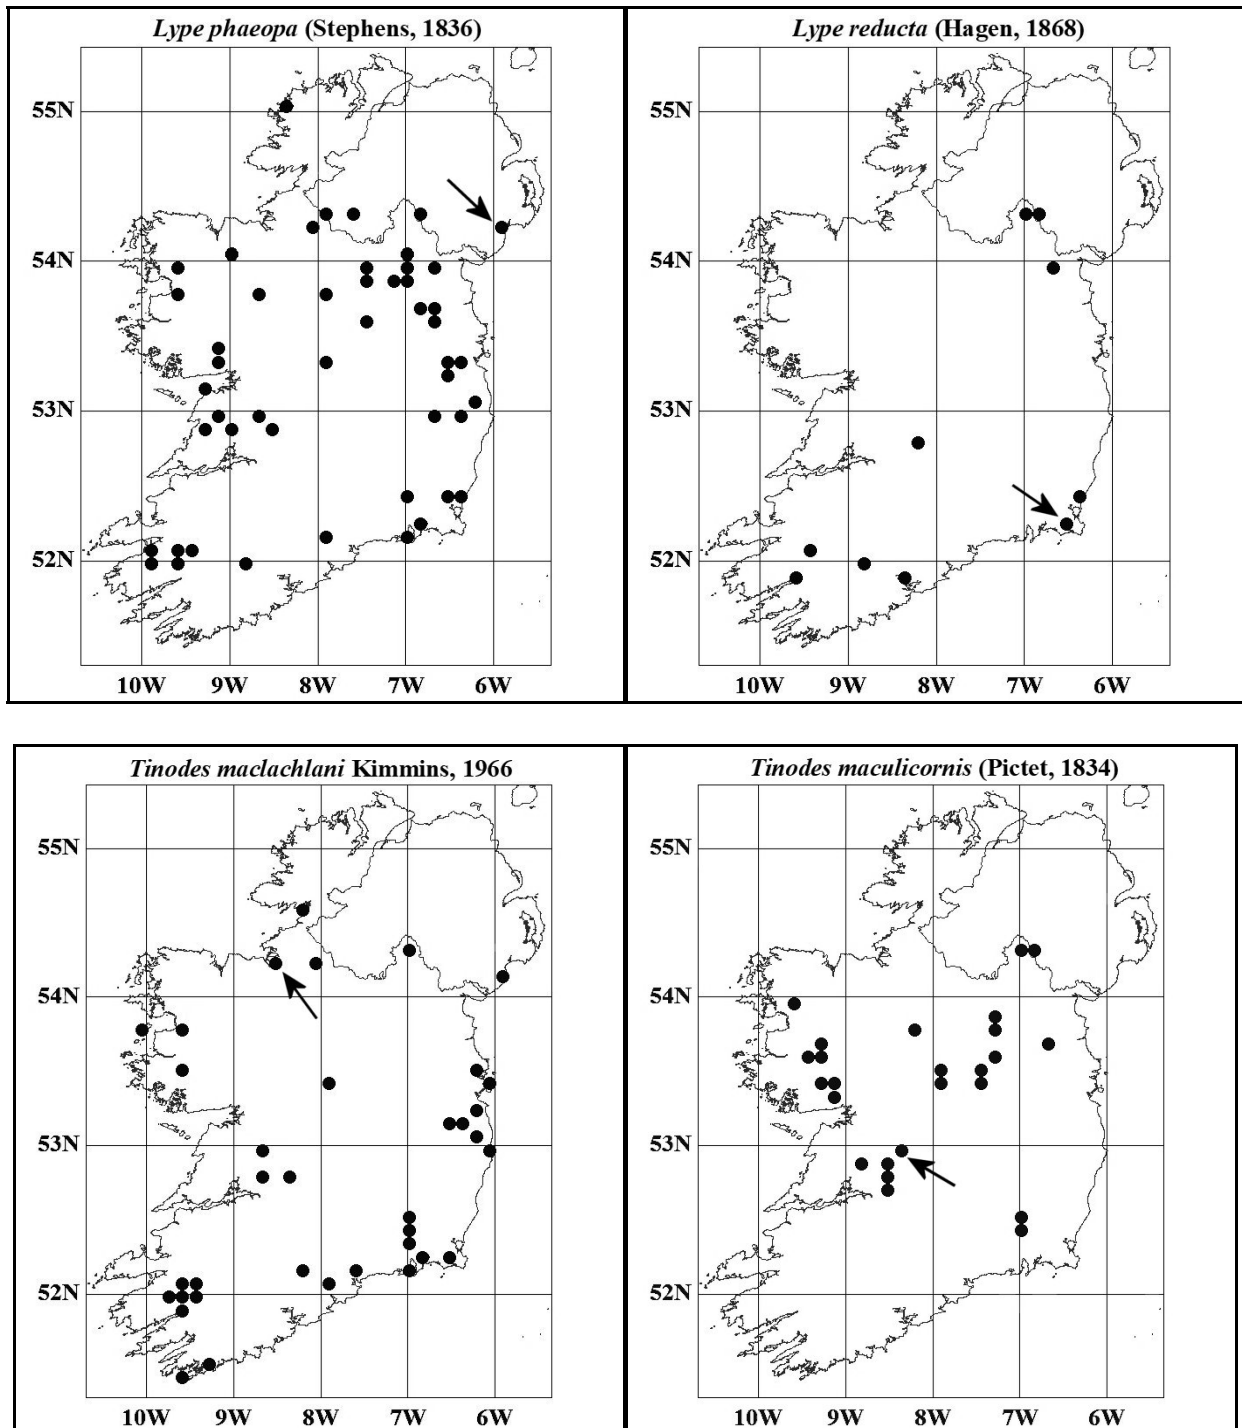 Lype phaeopa (Stephens, 1836)
55N
54N
53N
52N
10W 9W 8W 7W 6W
Lype reducta (Hagen, 1868)
55N
54N
53N
52N
10W 9W 8W 7W 6W
Tinodes maclachlani Kimmins, 1966
55N
54N
53N
52N
10W 9W 8W 7W 6W
Tinodes maculicornis (Pictet, 1834)
55N
54N
53N
52N
10W 9W 8W 7W 6W